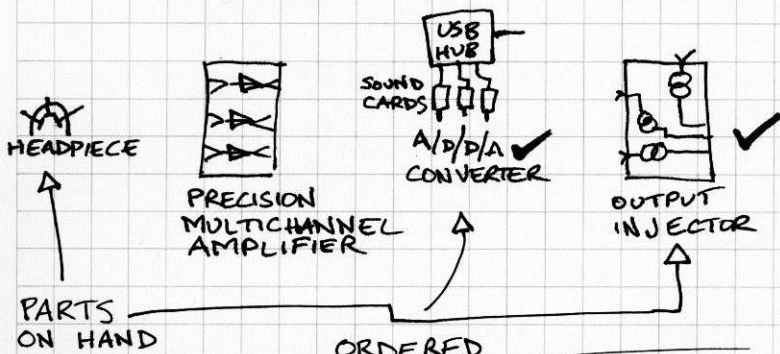 USB
HUB
SOUND
CARDS
A/D/D/A
CONVERTER
HEADPIECE
PRECISION
MULTICHANNEL
AMPLIFIER
OUTPUT
INJECTOR
PARTS
ON HAND
ORDERED